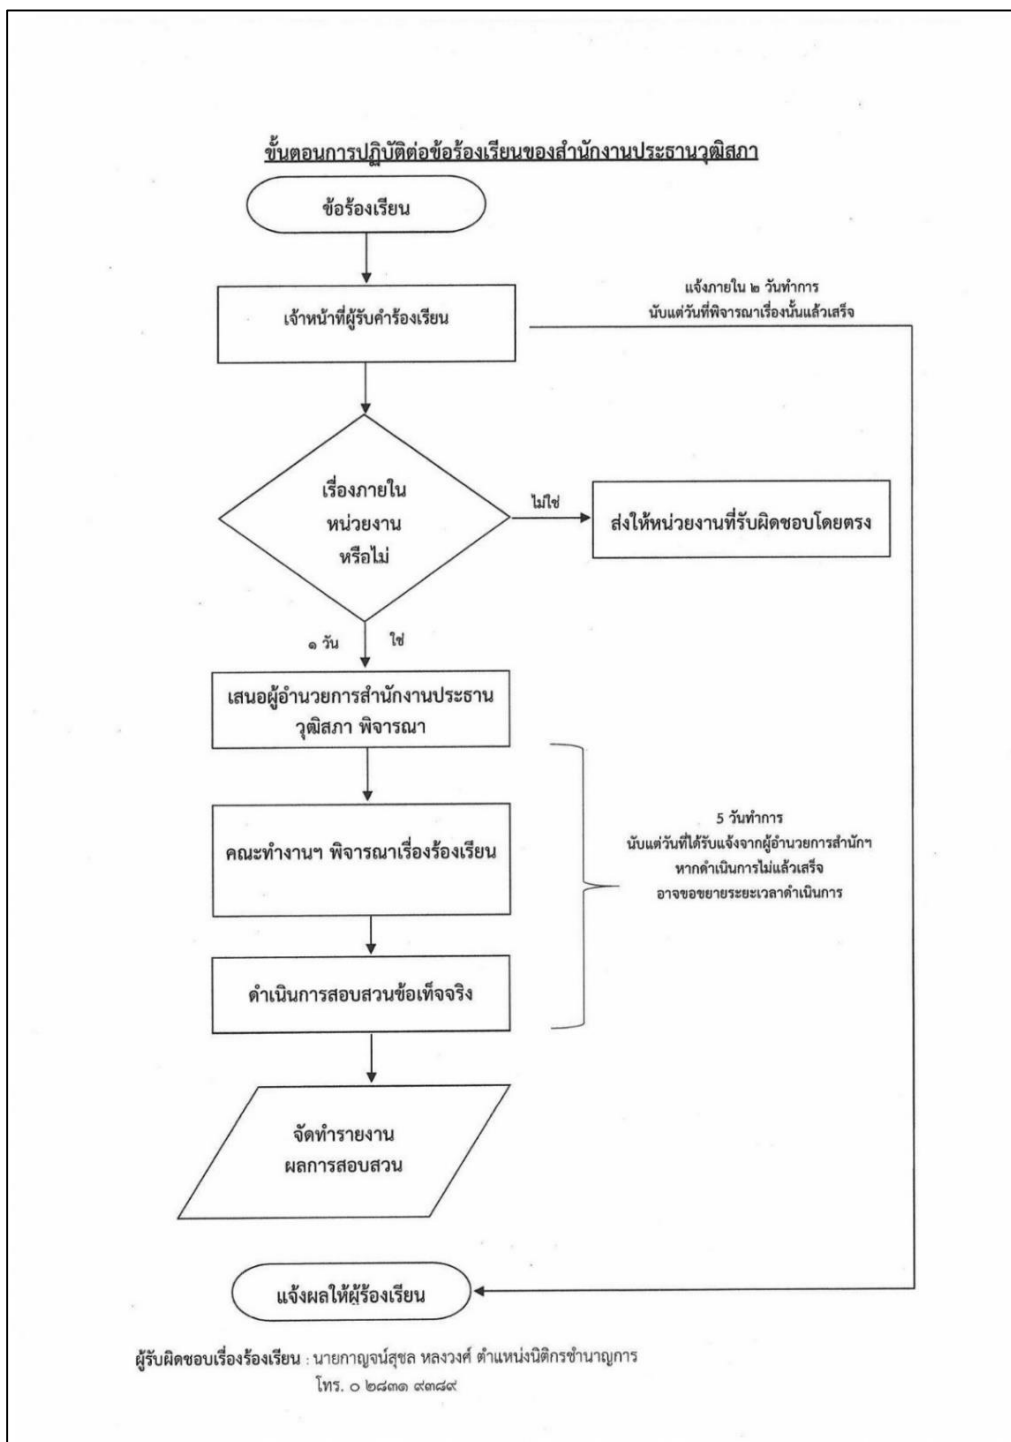 ขั้นตอนการปฏิบัติต่อข้อร้องเรียนของสำนักงานประธานวุฒิสภา
ข้อร้องเรียน
เจ้าหน้าที่ผู้รับคำร้องเรียน
แจ้งภายใน ๒ วันทำการ
นับแต่วันที่พิจารณาเรื่องนั้นแล้วเสร็จ
เรื่องภายใน
หน่วยงาน
หรือไม่
ไม่ใช่
ส่งให้หน่วยงานที่รับผิดชอบโดยตรง
๑ วัน
ใช่
เสนอผู้อำนวยการสำนักงานประธาน
วุฒิสภา พิจารณา
คณะทำงานฯ พิจารณาเรื่องร้องเรียน
5 วันทำการ
นับแต่วันที่ได้รับแจ้งจากผู้อำนวยการสำนักฯ
หากดำเนินการไม่แล้วเสร็จ
อาจขอขยายระยะเวลาดำเนินการ
ดำเนินการสอบสวนข้อเท็จจริง
จัดทำรายงาน
ผลการสอบสวน
แจ้งผลให้ผู้ร้องเรียน
ผู้รับผิดชอบเรื่องร้องเรียน : นายกาญจน์สุชล หลงวงศ์ ตำแหน่งนิติกรชำนาญการ
โทร. ๐ ๒๘๓๑ ๙๓๘๙